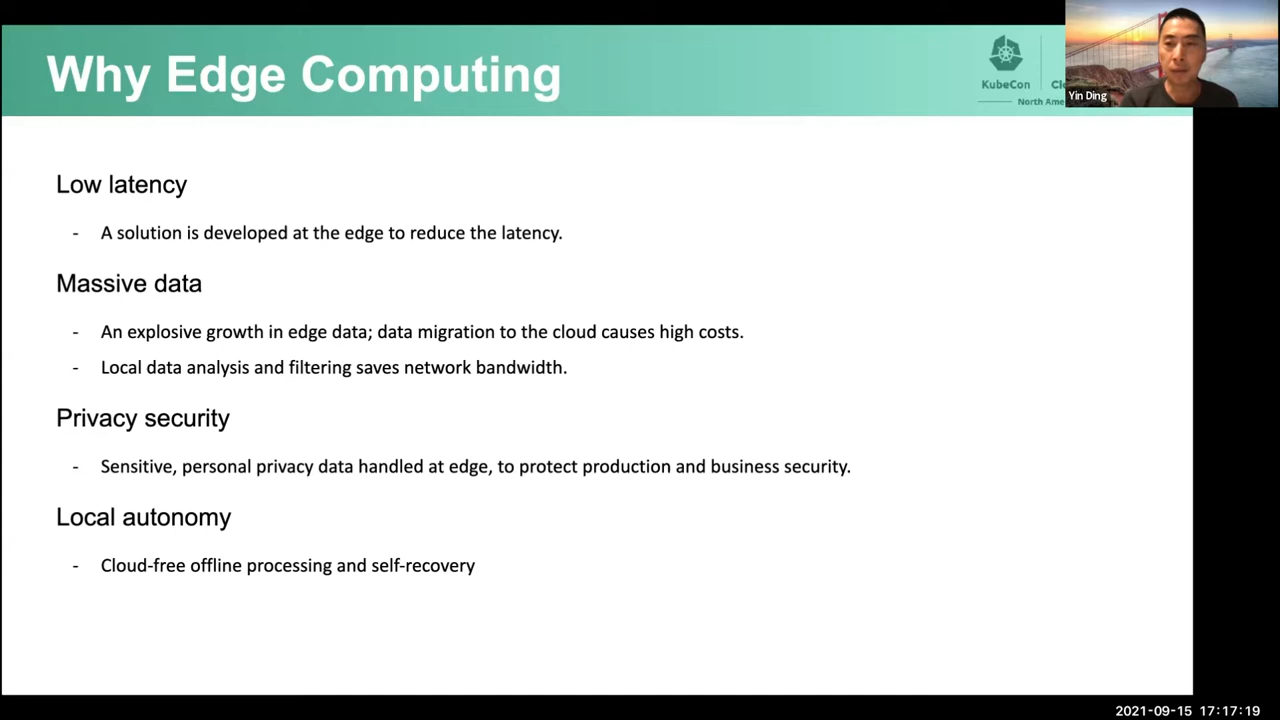 Why Edge Computing
KubeCon
North Ame
Yin Ding
Low latency
- A solution is developed at the edge to reduce the latency.
Massive data
- An explosive growth in edge data; data migration to the cloud causes high costs.
- Local data analysis and filtering saves network bandwidth.
Privacy security
- Sensitive, personal privacy data handled at edge, to protect production and business security.
Local autonomy
- Cloud-free offline processing and self-recovery
2021-09-15 17:17:19